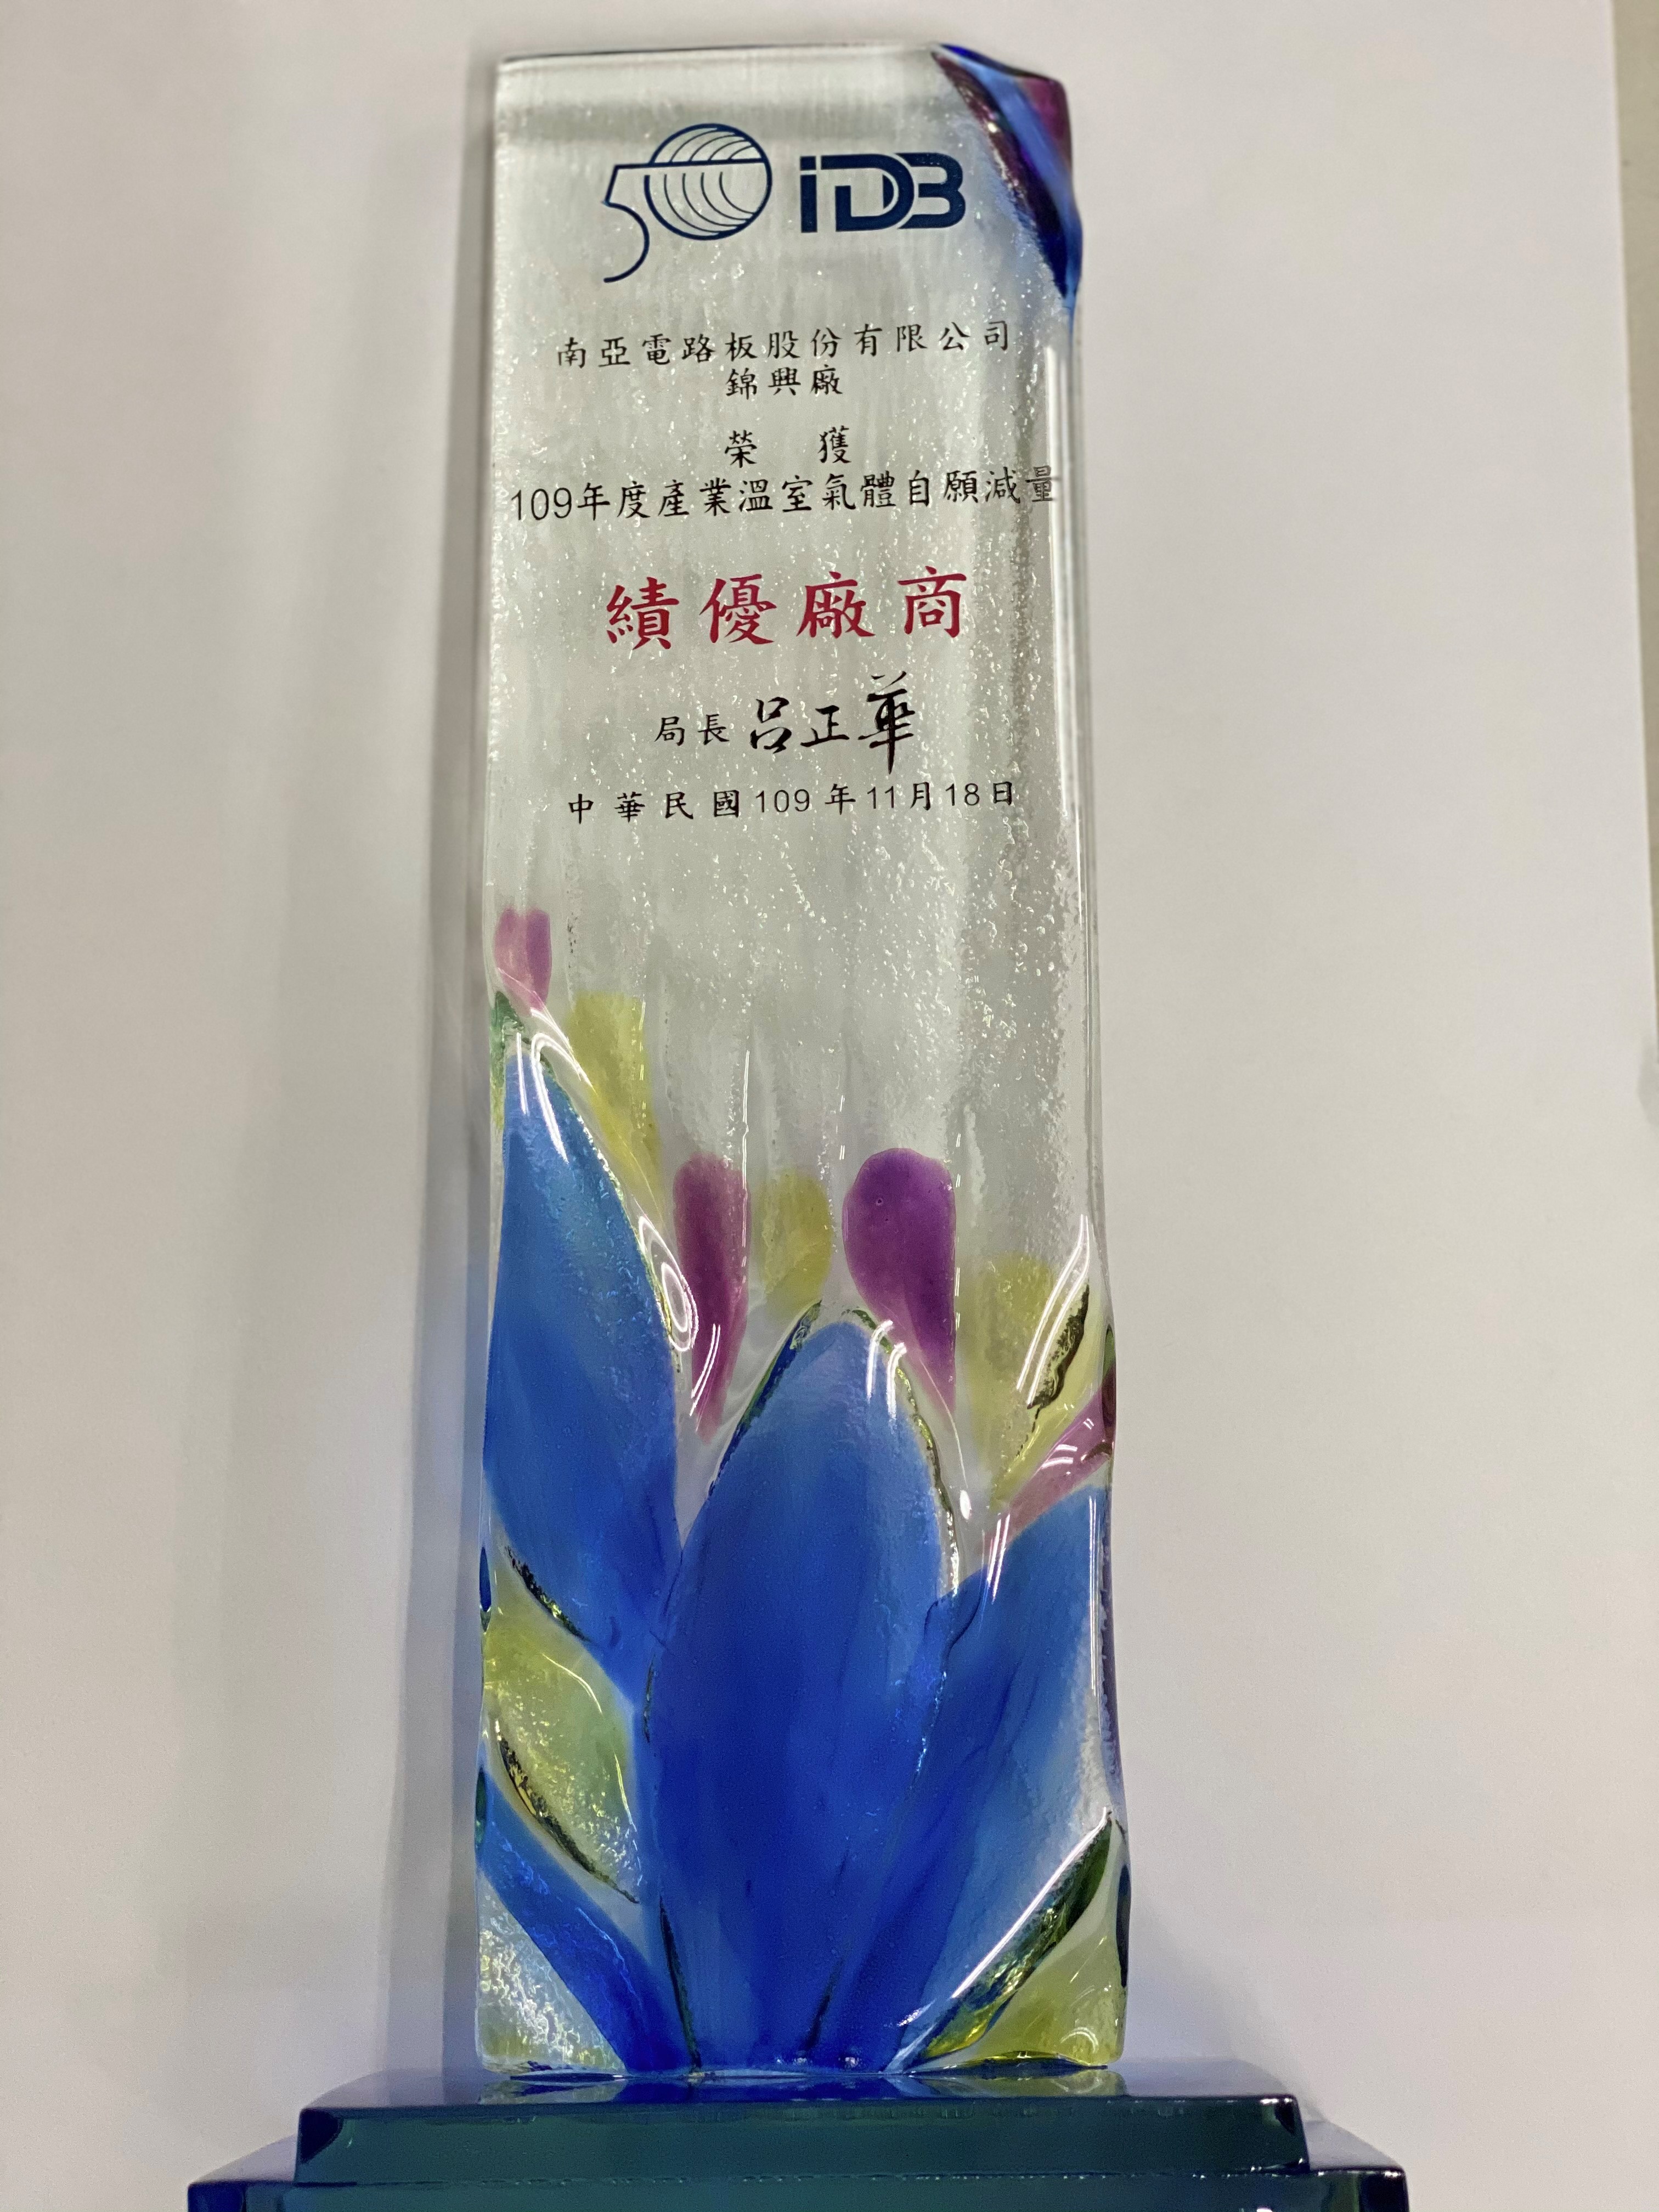 50 iDB
南亞電路板股份有限公司
錦興廠
榮 獲
109年度產業溫室氣體自願減量
績優廠商
局長 呂正華
中華民國109年11月18日